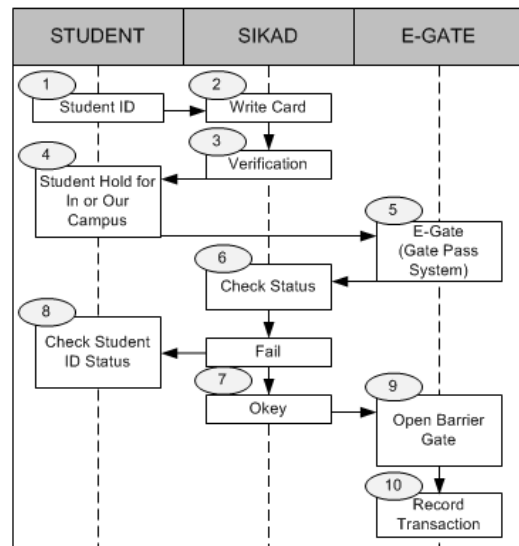 STUDENT
SIKAD
E-GATE
1
Student ID
2
Write Card
3
Verification
4
Student Hold for
In or Our
Campus
5
E-Gate
(Gate Pass
System)
6
Check Status
8
Check Student
ID Status
Fail
7
Okey
9
Open Barrier
Gate
10
Record
Transaction